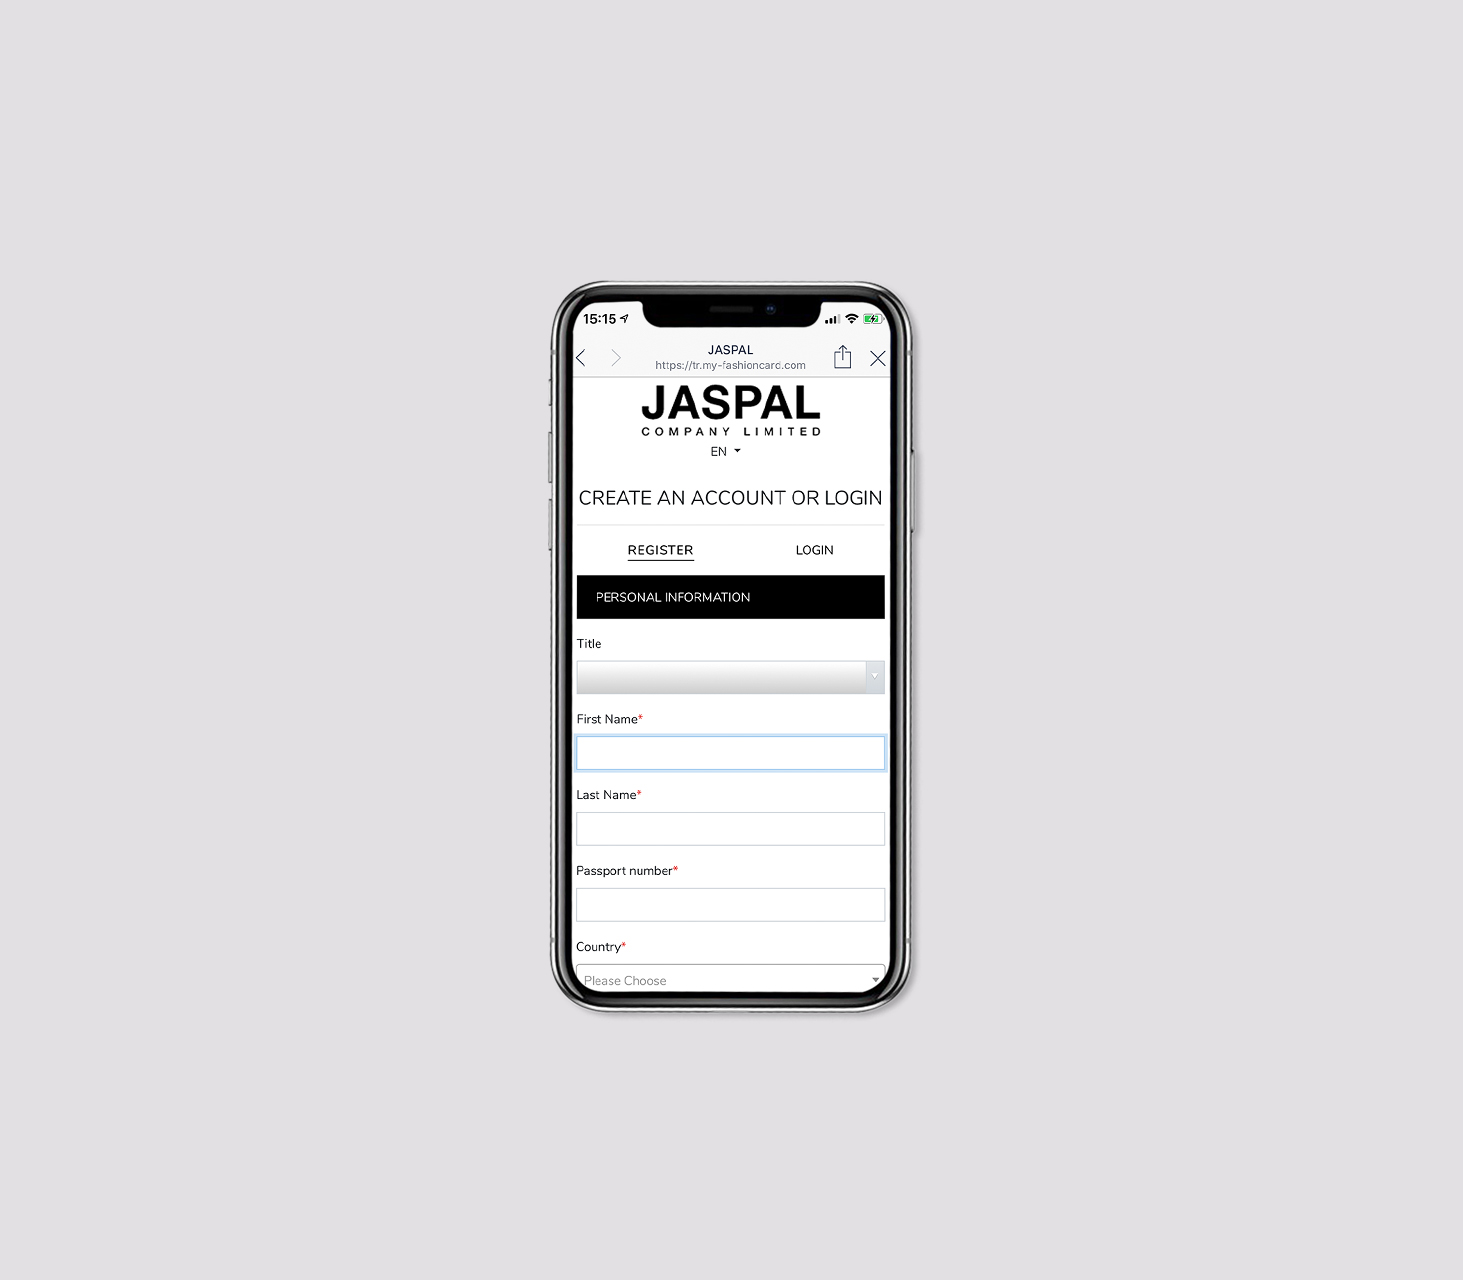 15:15
JASPAL
https://tr.my-fashioncard.com
JASPAL
COMPANY LIMITED
EN
CREATE AN ACCOUNT OR LOGIN
REGISTER
LOGIN
PERSONAL INFORMATION
Title
First Name*
Last Name*
Passport number*
Country*
Please Choose